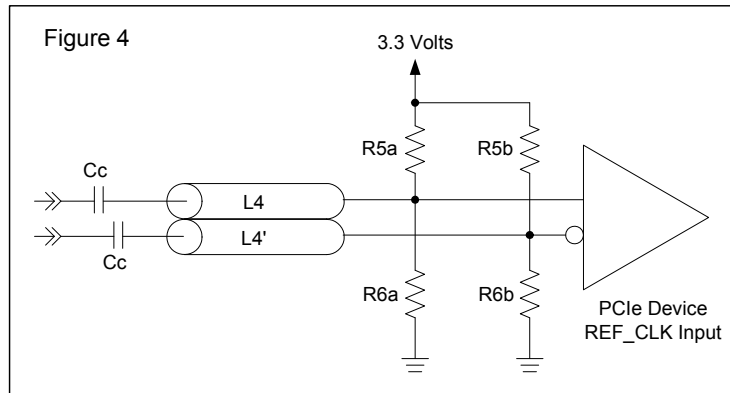 Figure 4
3.3 Volts
R5a
R5b
Cc
L4
L4'
Cc
R6a
R6b
PCIe Device
REF_CLK Input